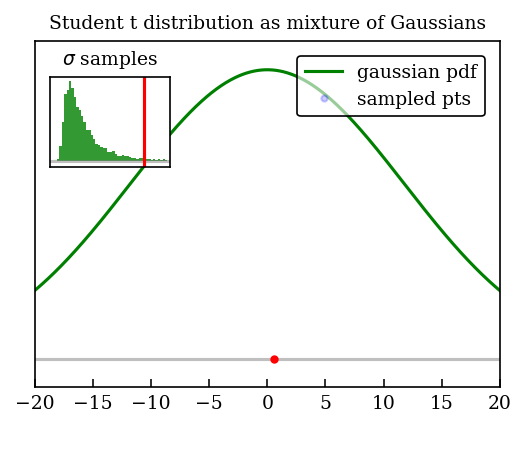 Student t distribution as mixture of Gaussians
σ samples
gaussian pdf
sampled pts
−20 −15 −10 −5 0 5 10 15 20